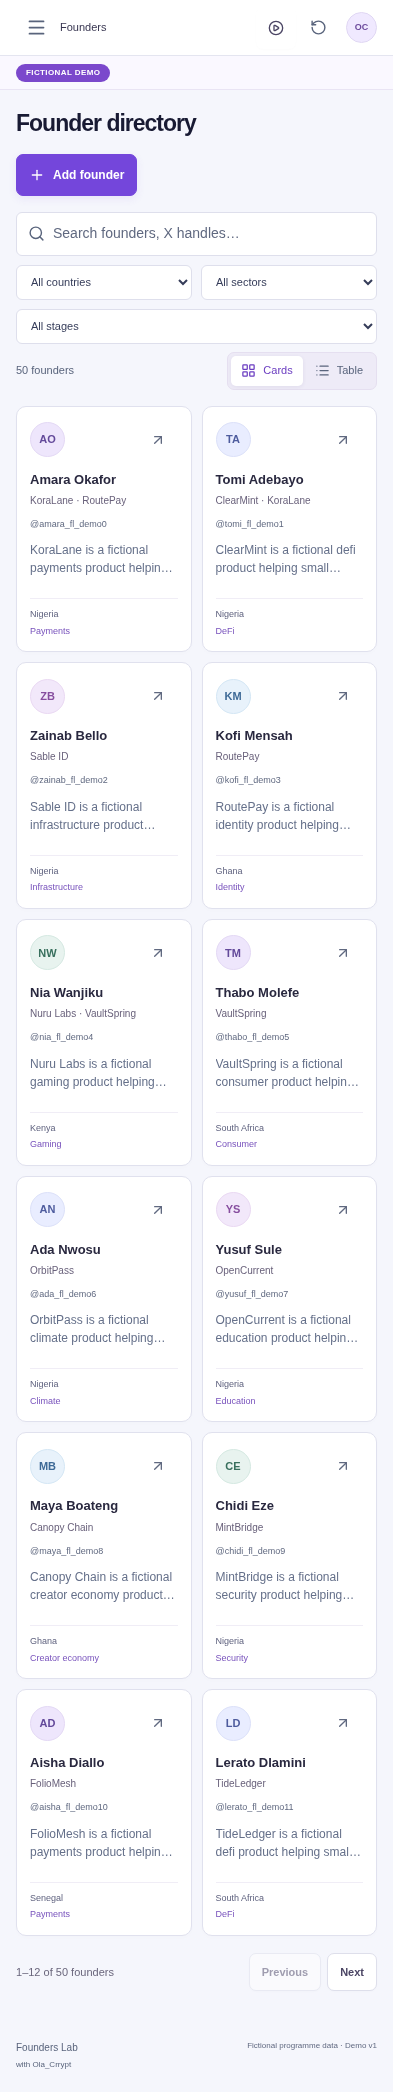 Founders
OC
FICTIONAL DEMO
Founder directory
Add founder
Search founders, X handles…
All countries
All sectors
All stages
50 founders
Cards
Table
AO
Amara Okafor
KoraLane · RoutePay
@amara_fl_demo0
KoraLane is a fictional
payments product helpin…
Nigeria
Payments
TA
Tomi Adebayo
ClearMint · KoraLane
@tomi_fl_demo1
ClearMint is a fictional defi
product helping small…
Nigeria
DeFi
ZB
Zainab Bello
Sable ID
@zainab_fl_demo2
Sable ID is a fictional
infrastructure product…
Nigeria
Infrastructure
KM
Kofi Mensah
RoutePay
@kofi_fl_demo3
RoutePay is a fictional
identity product helping…
Ghana
Identity
NW
Nia Wanjiku
Nuru Labs · VaultSpring
@nia_fl_demo4
Nuru Labs is a fictional
gaming product helping…
Kenya
Gaming
TM
Thabo Molefe
VaultSpring
@thabo_fl_demo5
VaultSpring is a fictional
consumer product helpin…
South Africa
Consumer
AN
Ada Nwosu
OrbitPass
@ada_fl_demo6
OrbitPass is a fictional
climate product helping…
Nigeria
Climate
YS
Yusuf Sule
OpenCurrent
@yusuf_fl_demo7
OpenCurrent is a fictional
education product helpin…
Nigeria
Education
MB
Maya Boateng
Canopy Chain
@maya_fl_demo8
Canopy Chain is a fictional
creator economy product…
Ghana
Creator economy
CE
Chidi Eze
MintBridge
@chidi_fl_demo9
MintBridge is a fictional
security product helping…
Nigeria
Security
AD
Aisha Diallo
FolioMesh
@aisha_fl_demo10
FolioMesh is a fictional
payments product helpin…
Senegal
Payments
LD
Lerato Dlamini
TideLedger
@lerato_fl_demo11
TideLedger is a fictional
defi product helping smal…
South Africa
DeFi
1–12 of 50 founders
Previous
Next
Founders Lab
with Ola_Crrypt
Fictional programme data · Demo v1